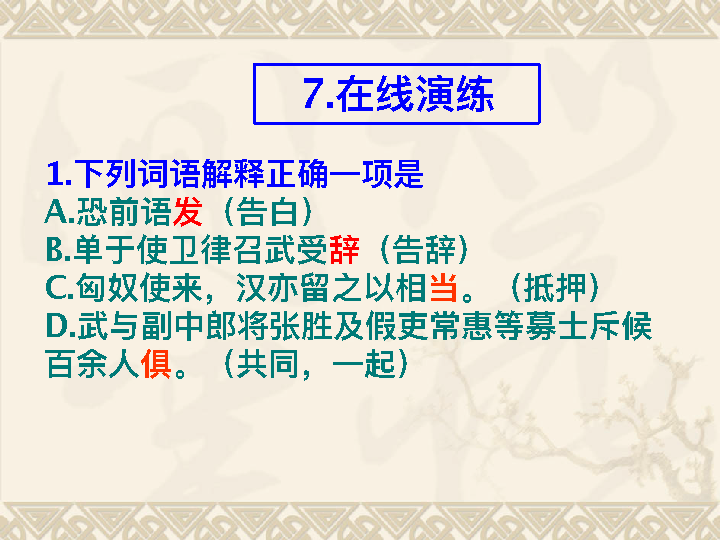 7.在线演练
1.下列词语解释正确一项是
A.恐前语发（告白）
B.单于使卫律召武受辞（告辞）
C.匈奴使来，汉亦留之以相当。（抵押）
D.武与副中郎将张胜及假吏常惠等募士斥候
百余人俱。（共同，一起）